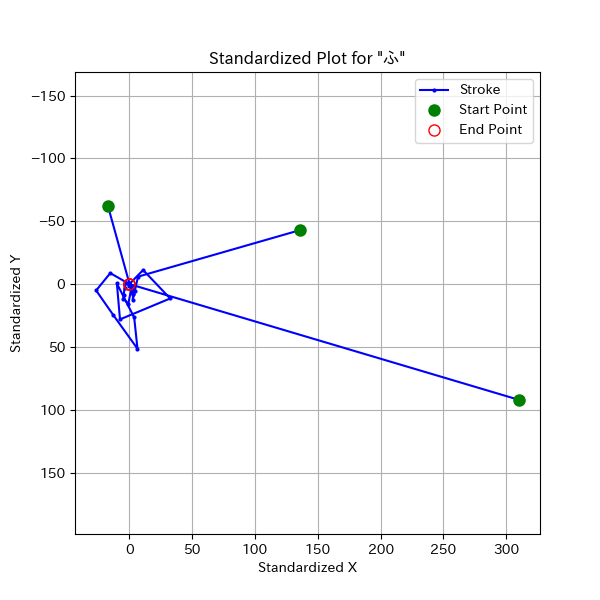 Standardized Plot for "ふ"
Stroke
Start Point
End Point
−150
−100
−50
0
50
100
150
Standardized Y
0 50 100 150 200 250 300
Standardized X